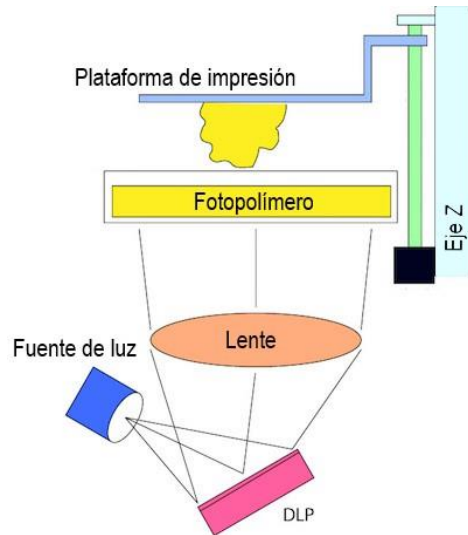 Plataforma de impresión
Fotopolímero
Eje Z
Lente
Fuente de luz
DLP